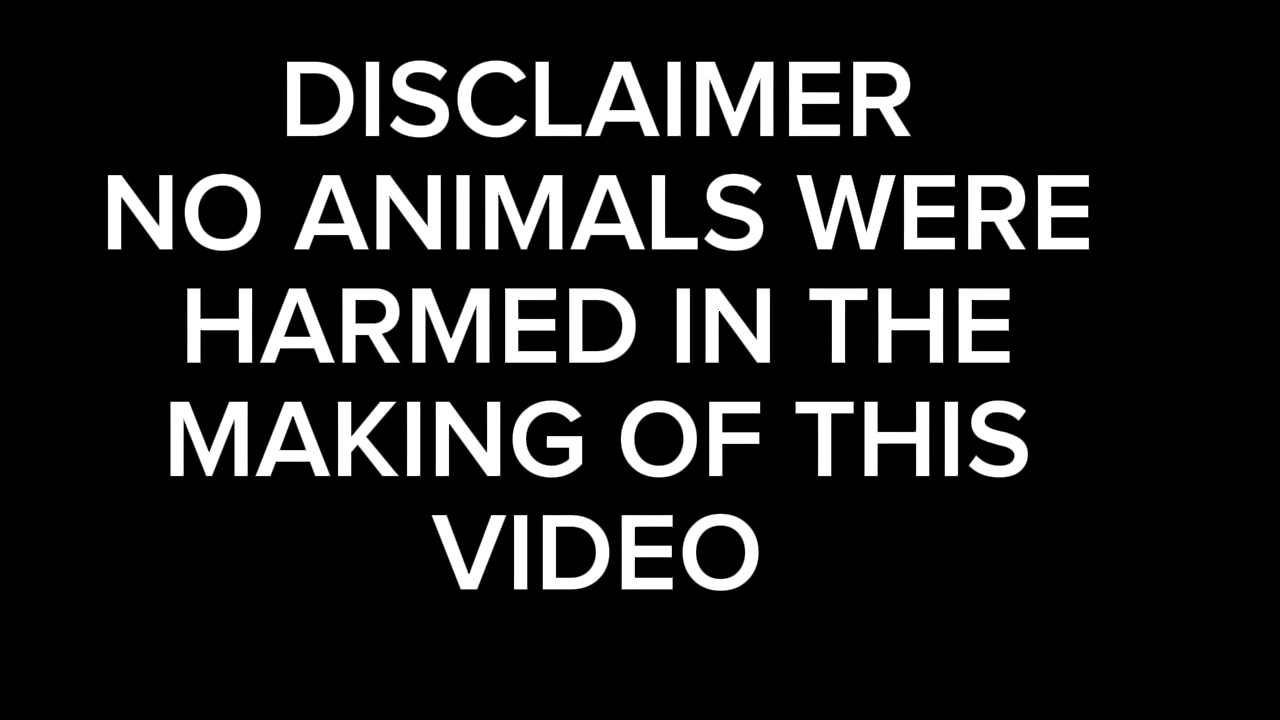 DISCLAIMER
NO ANIMALS WERE
HARMED IN THE
MAKING OF THIS
VIDEO